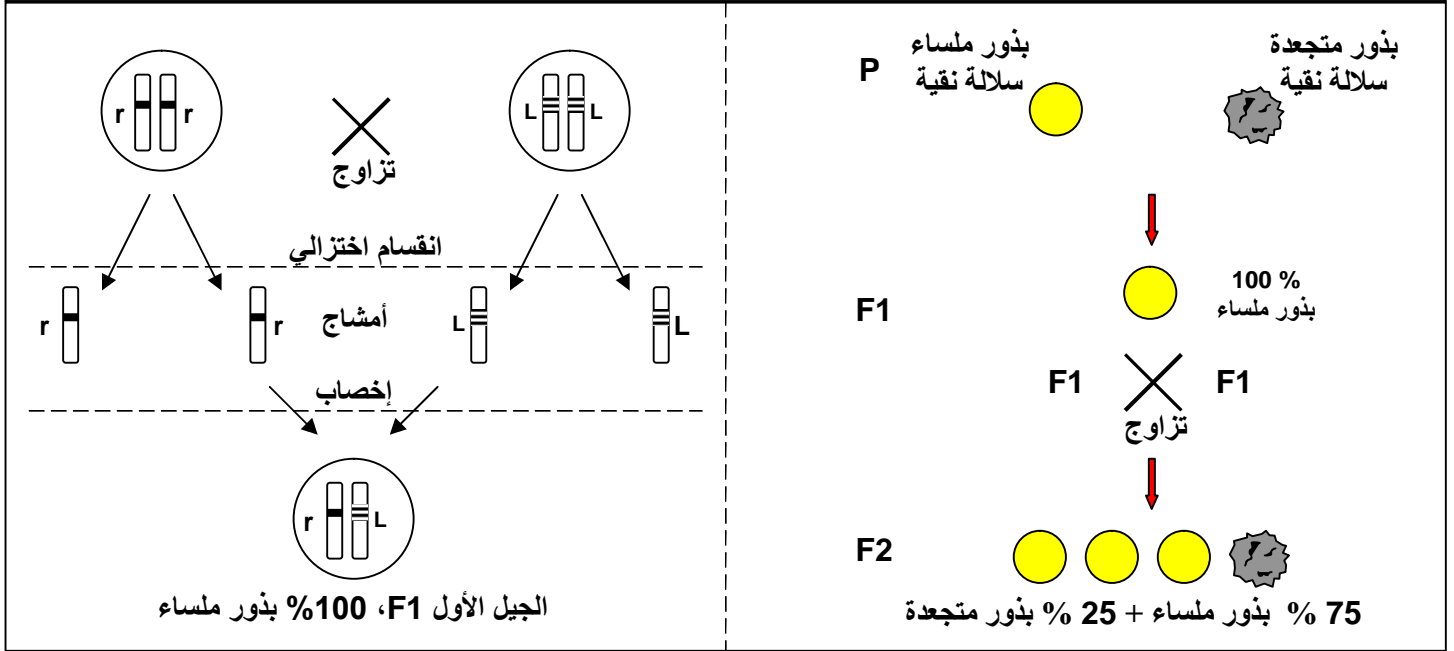 بذور متجعدة
سلالة نقية
بذور ملساء
سلالة نقية
P
100 %
بذور ملساء
F1
F1
F1
تزاوج
F2
75 % بذور ملساء + 25 % بذور متجعدة
r r
L L
تزاوج
انقسام اختزالي
r
r
أمشاج
L
L
إخصاب
r L
الجيل الأول F1، 100% بذور ملساء